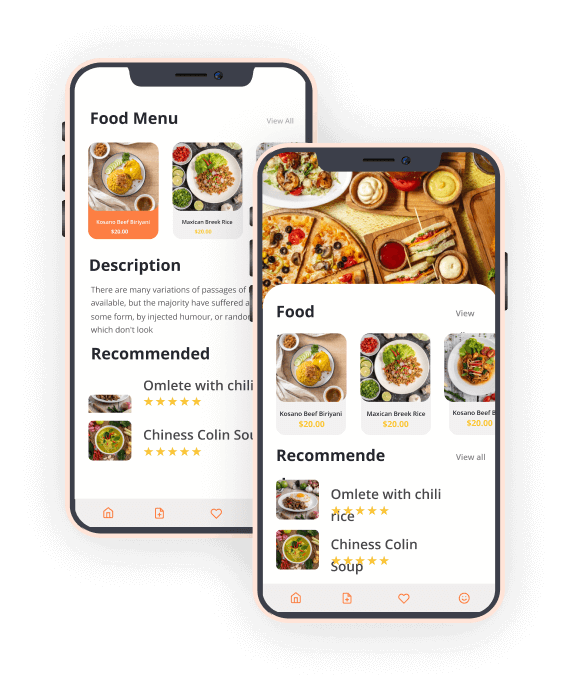 Food Menu
View All
Kosano Beef Biriyani
$20.00
Maxican Breek Rice
$20.00
Description
There are many variations of passages of
available, but the majority have suffered a
some form, by injected humour, or random
which don't look
Recommended
Omlete with chili
Chiness Colin Sou
Food
View
Kosano Beef Biriyani
$20.00
Maxican Breek Rice
$20.00
Kosano Beef B
$20.00
Recommende
View all
Omlete with chili
rice
Chiness Colin
Soup